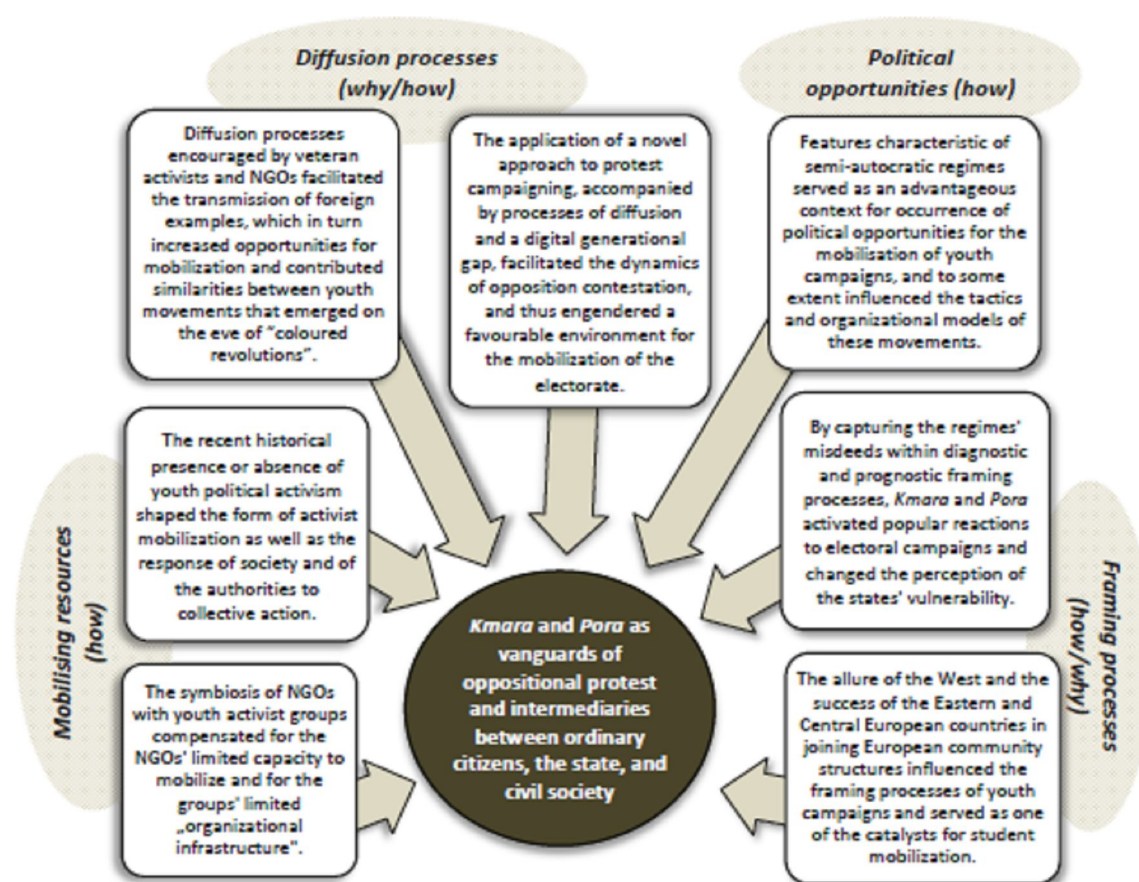 Diffusion processes
(why/how)
Political
opportunities (how)
Diffusion processes
encouraged by veteran
activists and NGOs facilitated
the transmission of foreign
examples, which in turn
increased opportunities for
mobilization and contributed
similarities between youth
movements that emerged on
the eve of “coloured
revolutions”.
The application of a novel
approach to protest
campaigning, accompanied
by processes of diffusion
and a digital generational
gap, facilitated the dynamics
of opposition contestation,
and thus engendered a
favourable environment for
the mobilization of the
electorate.
Features characteristic of
semi-autocratic regimes
served as an advantageous
context for occurrence of
political opportunities for the
mobilisation of youth
campaigns, and to some
extent influenced the tactics
and organizational models of
these movements.
Mobilising resources
(how)
The recent historical
presence or absence of
youth political activism
shaped the form of activist
mobilization as well as the
response of society and of
the authorities to
collective action.
The symbiosis of NGOs
with youth activist groups
compensated for the
NGOs' limited capacity to
mobilize and for the
groups' limited
„organizational
infrastructure”.
Kmara and Pora as
vanguards of
oppositional protest
and intermediaries
between ordinary
citizens, the state, and
civil society
By capturing the regimes'
misdeeds within diagnostic
and prognostic framing
processes, Kmara and Pora
activated popular reactions
to electoral campaigns and
changed the perception of
the states' vulnerability.
The allure of the West and the
success of the Eastern and
Central European countries in
joining European community
structures influenced the
framing processes of youth
campaigns and served as one
of the catalysts for student
mobilization.
Framing processes
(how/why)